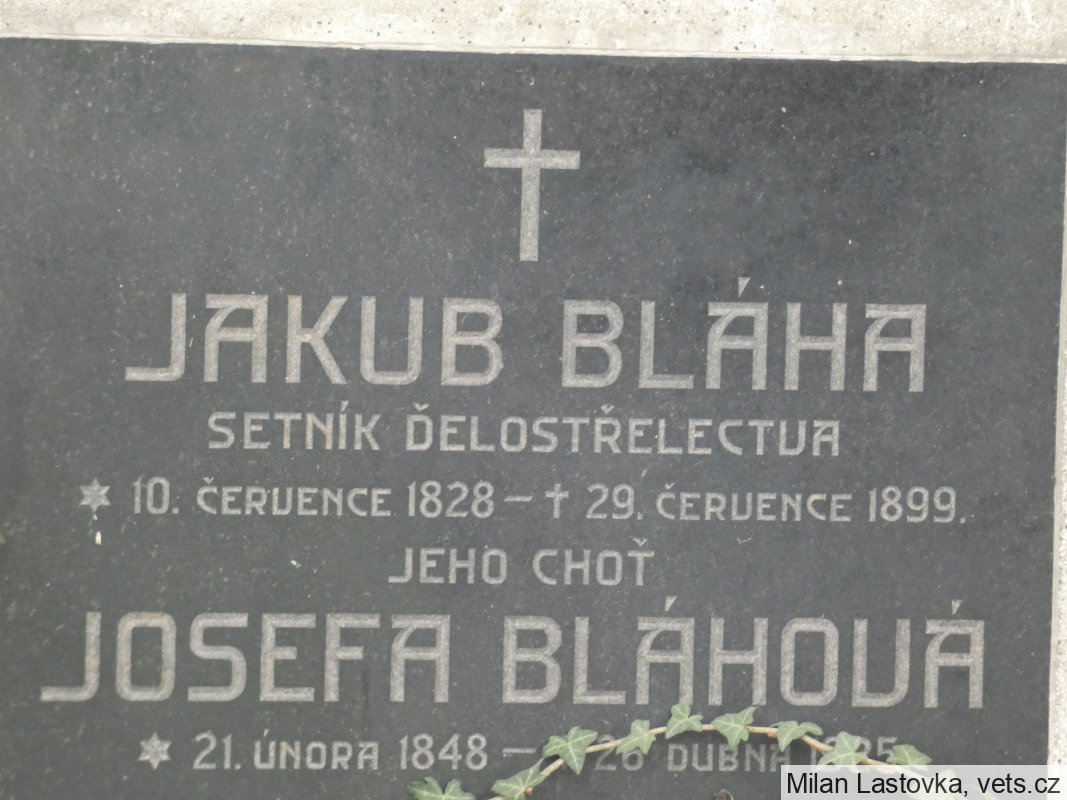 JAKUB BLÁHA
SETNÍK ĎELOSTŘELECTVA
* 10. ČERVENCE 1828 – † 29. ČERVENCE 1899.
JEHO CHOŤ
JOSEFA BLÁHOVÁ
* 21. ÚNORA 1848 – 26 DUBNA
Milan Lastovka, vets.cz